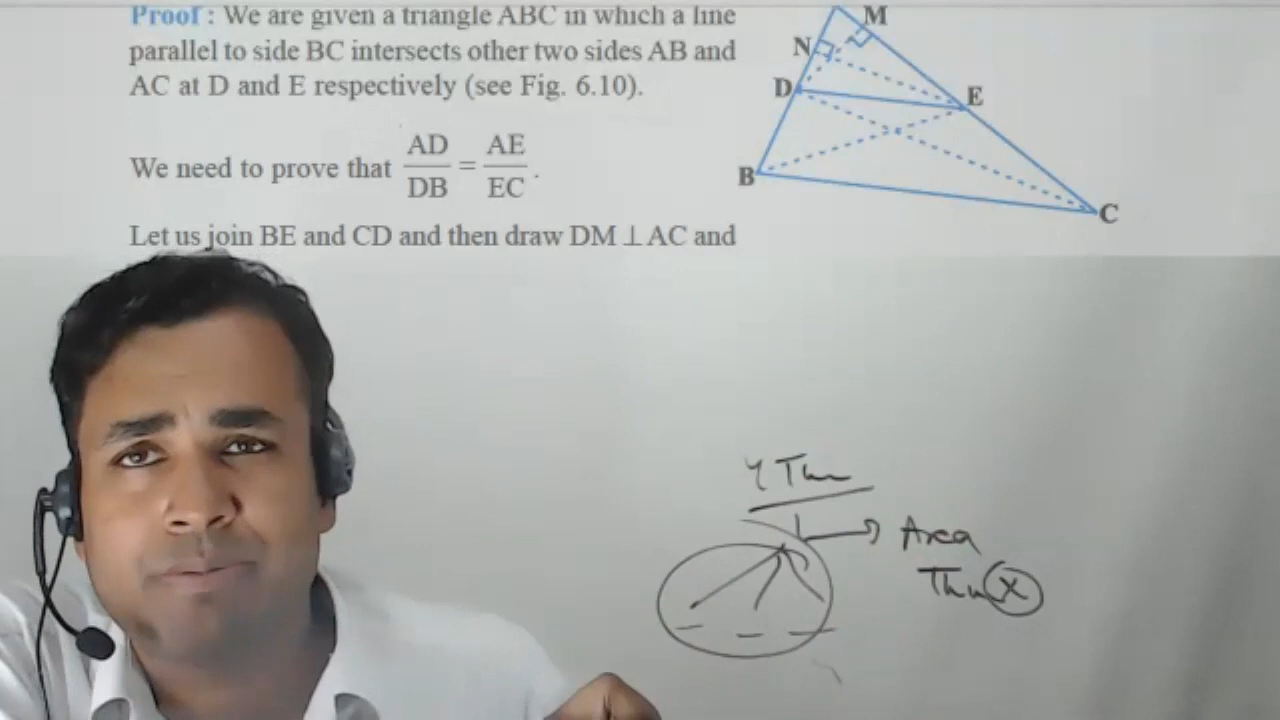 Proof : We are given a triangle ABC in which a line
parallel to side BC intersects other two sides AB and
AC at D and E respectively (see Fig. 6.10).
We need to prove that AD/DB = AE/EC .
Let us join BE and CD and then draw DM ⊥ AC and
M
N
D
E
B
C
Area